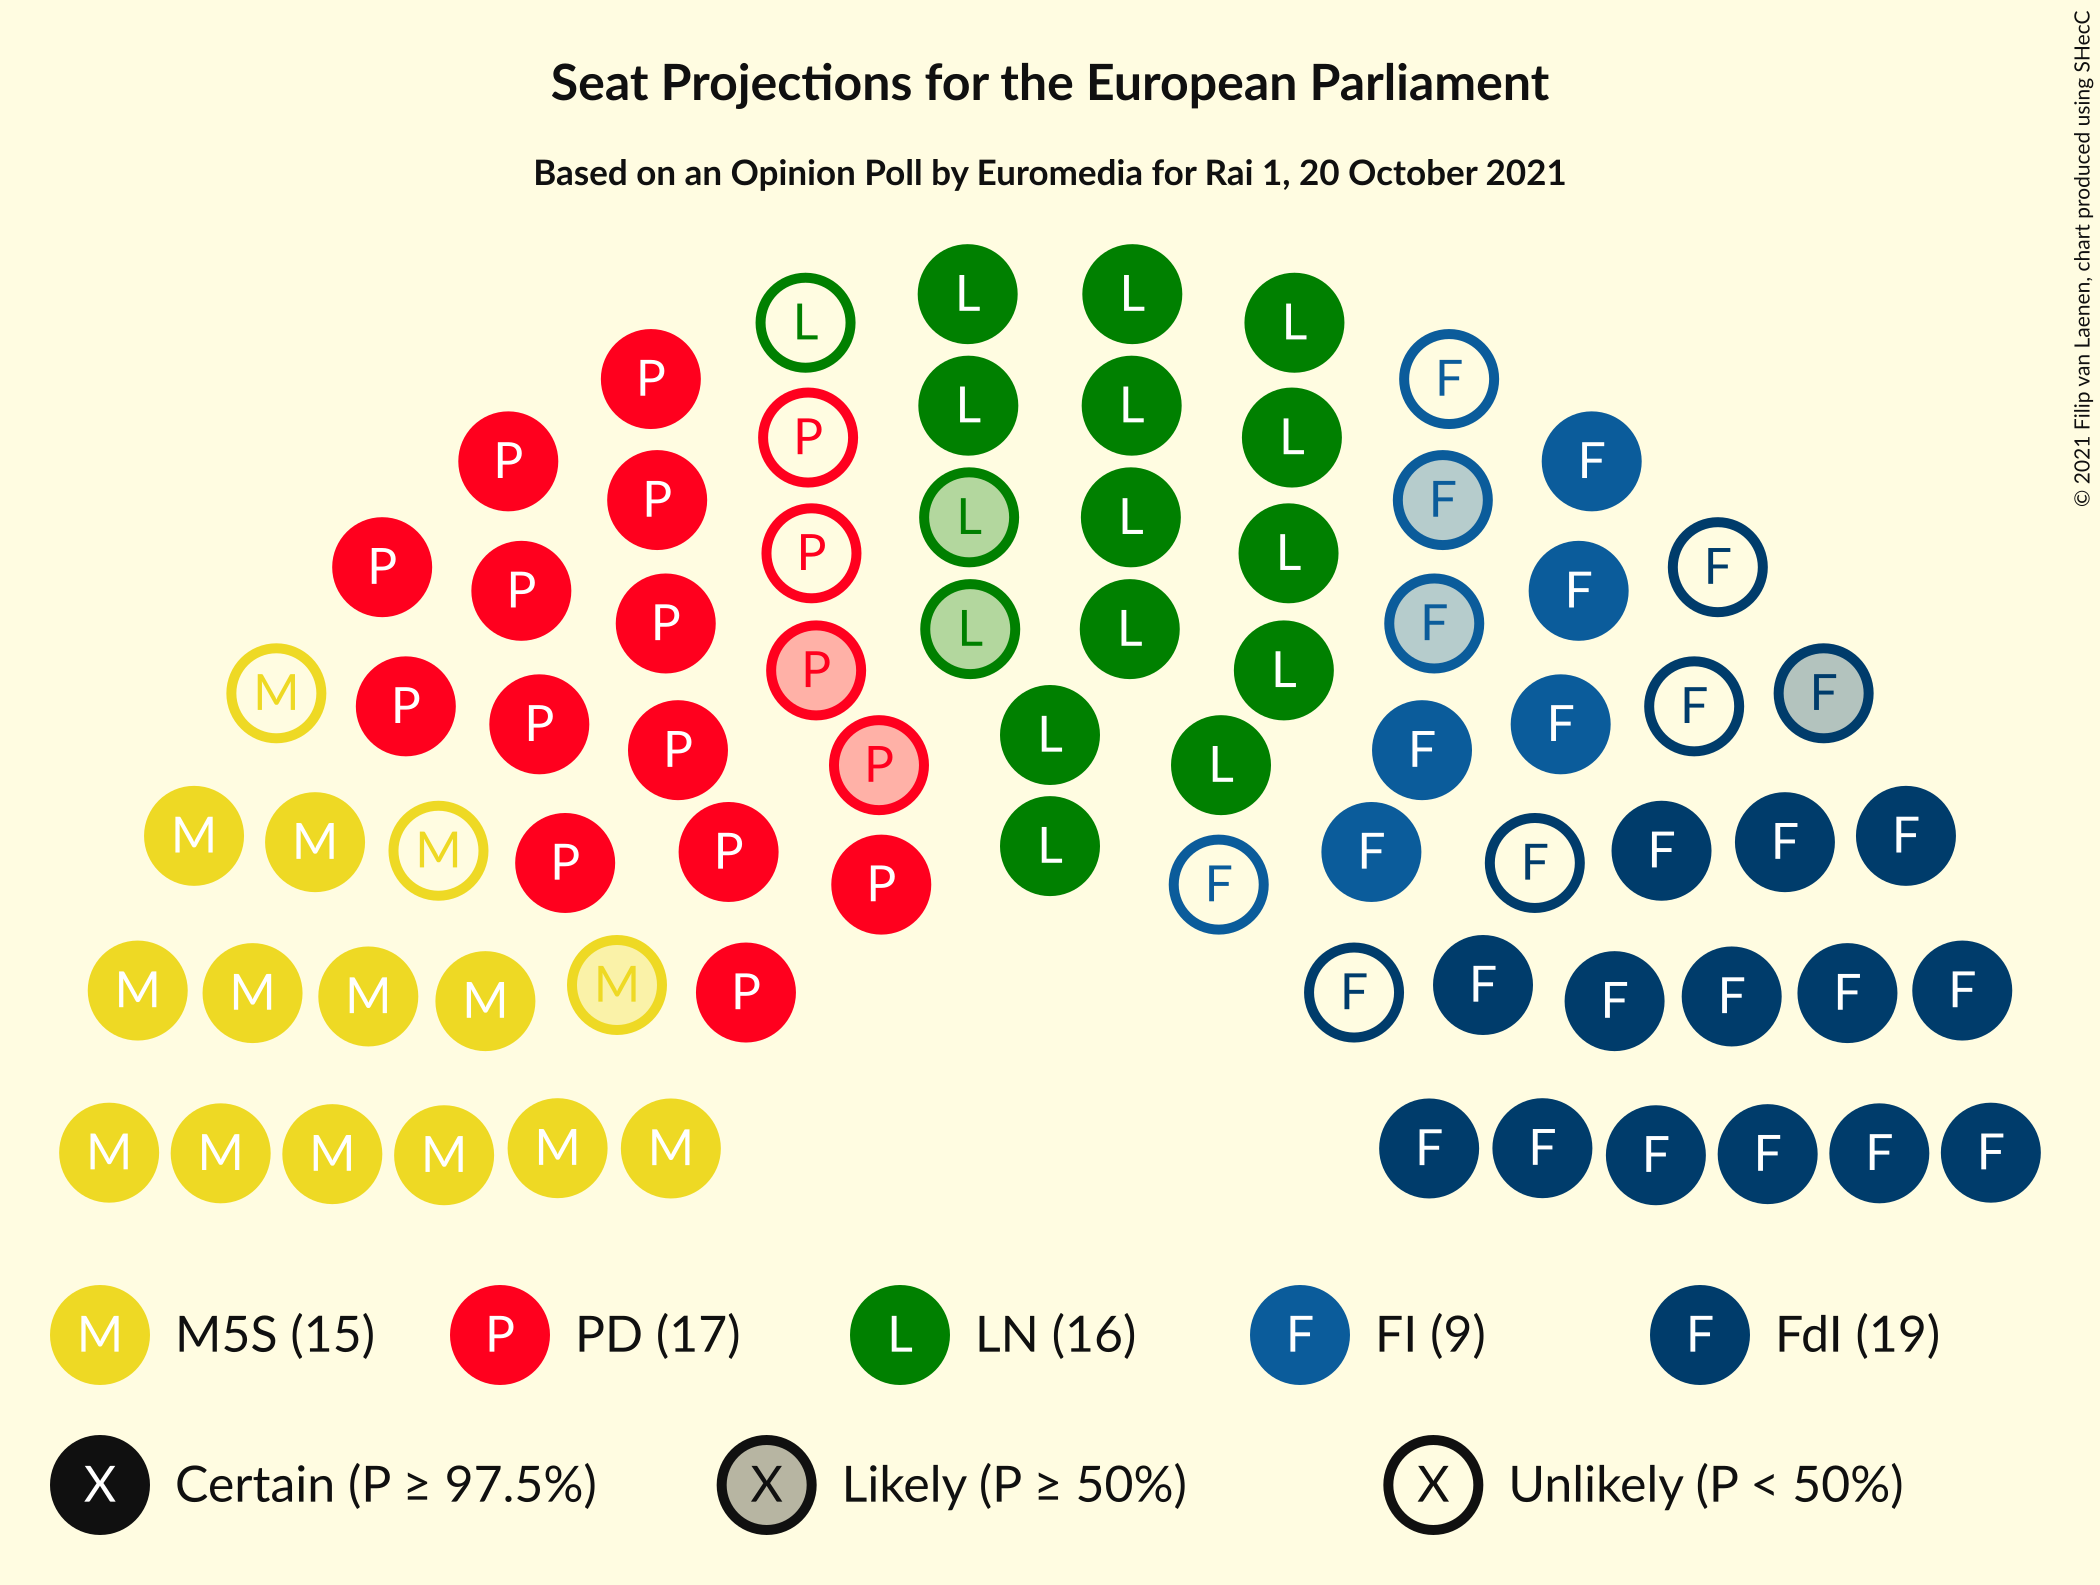 Seat Projections for the European Parliament
Based on an Opinion Poll by Euromedia for Rai 1, 20 October 2021
© 2021 Filip van Laenen, chart produced using SHecC
L L
L L
P F
L L
P L
P F
P P F F
L L
P L
P F F
P F
P P F F
L L
M P F F
P L
P F F
P P F F
L
P L
M M M F F F
L
P P F F
P F
M M M M F F F F
M F
P F
M M M M M M F F F F F F
M M5S (15) P PD (17) L LN (16) F FI (9) F FdI (19)
X Certain (P ≥ 97.5%) X Likely (P ≥ 50%) X Unlikely (P < 50%)